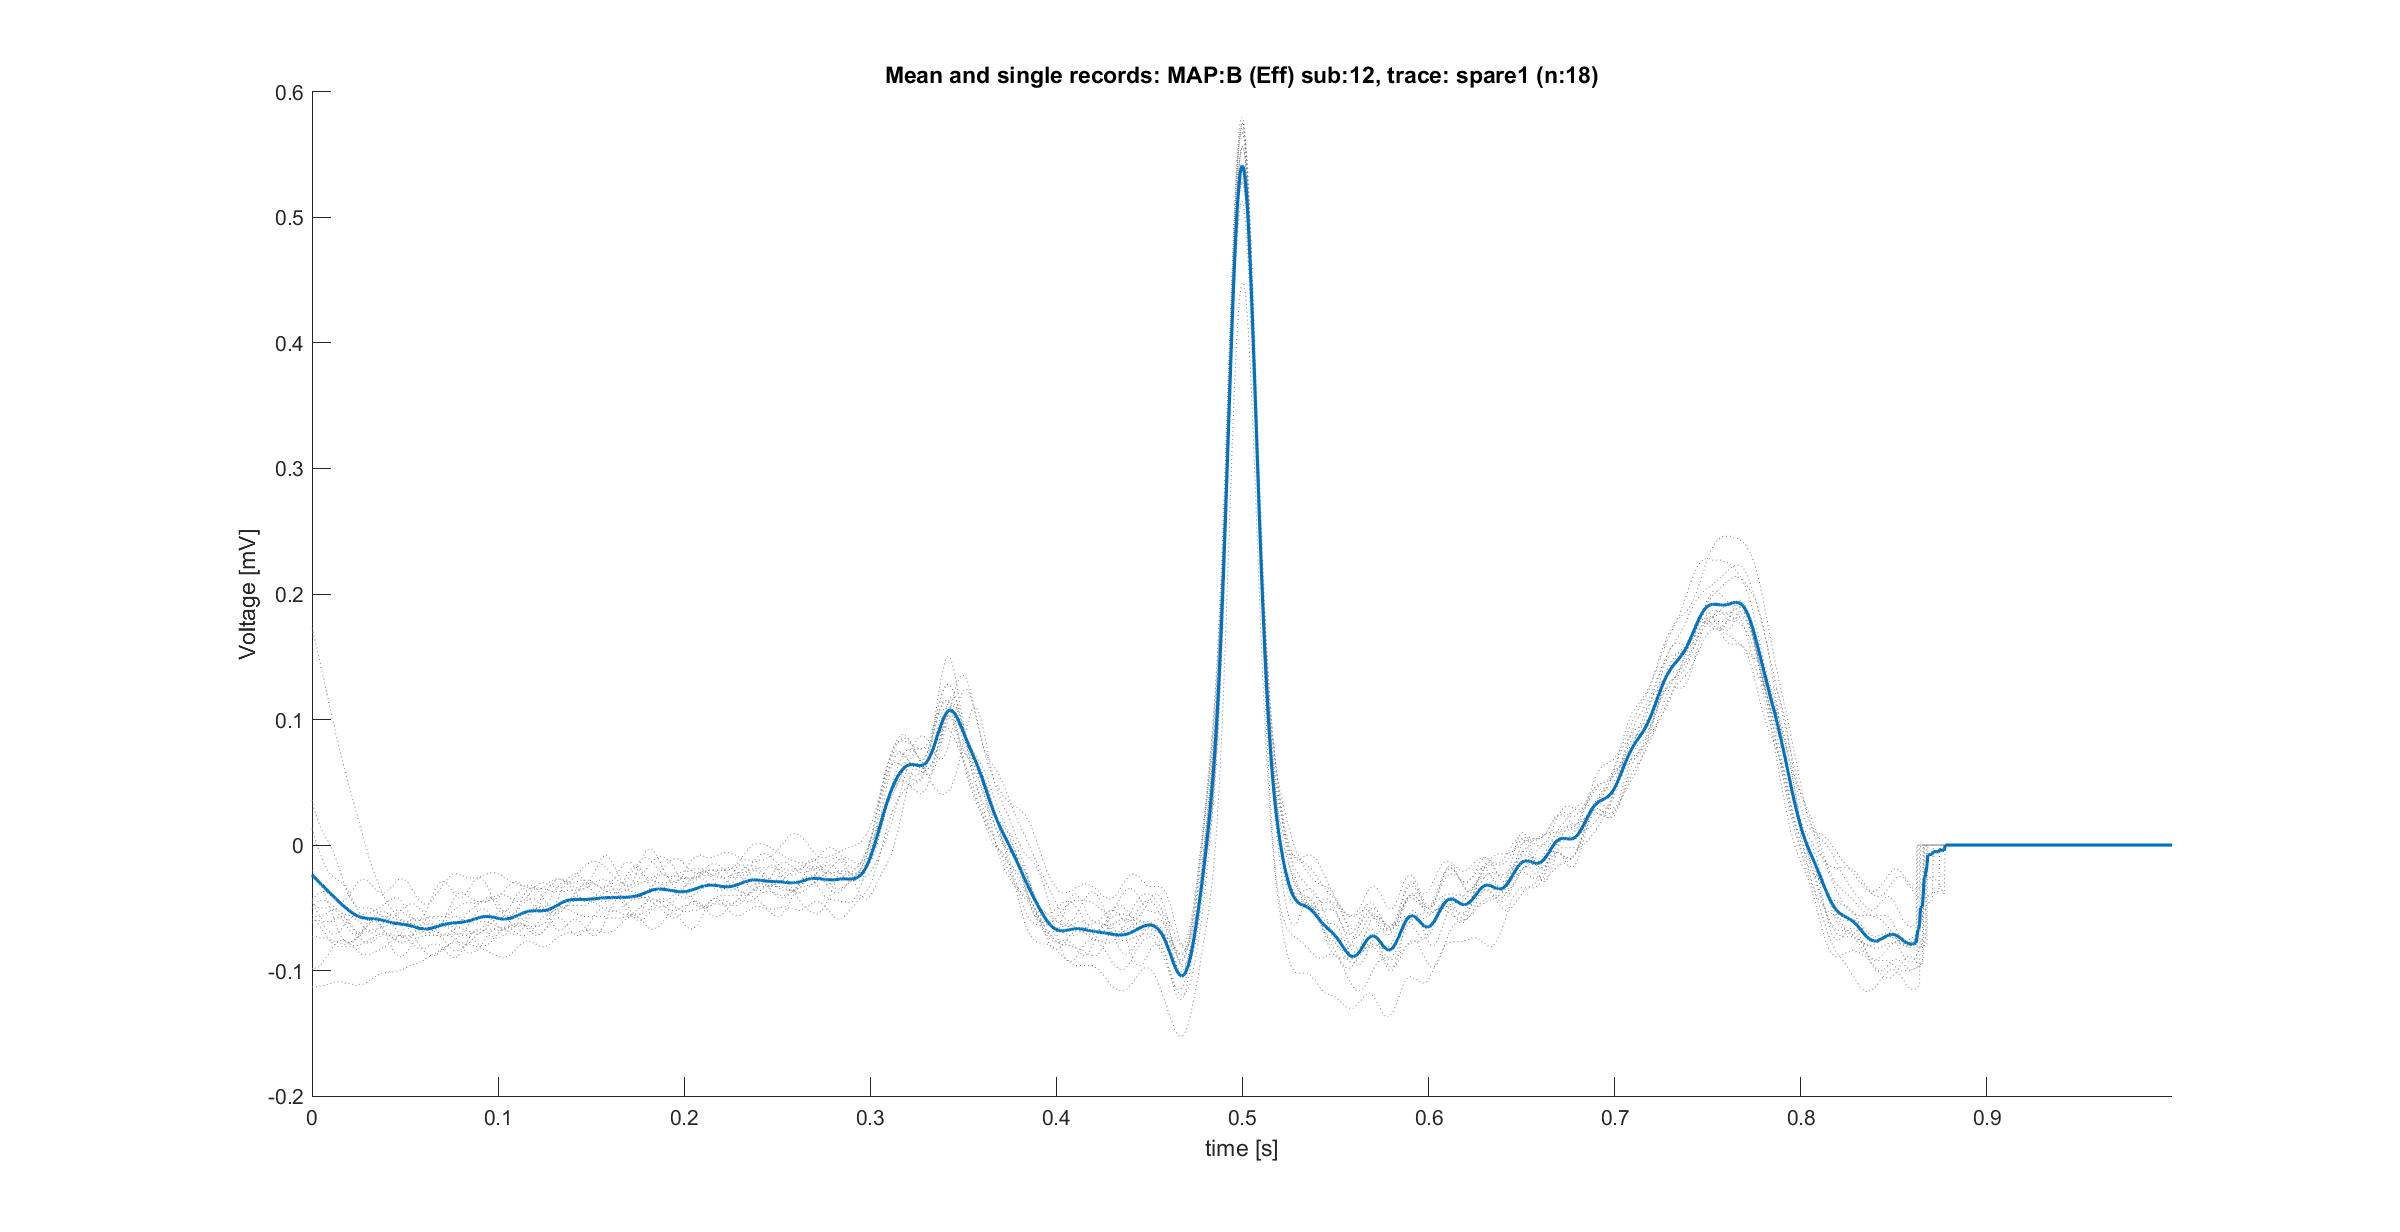 Mean and single records: MAP:B (Eff) sub:12, trace: spare1 (n:18)
0.6
0.5
0.4
0.3
0.2
0.1
0
-0.1
-0.2
Voltage [mV]
0 0.1 0.2 0.3 0.4 0.5 0.6 0.7 0.8 0.9
time [s]